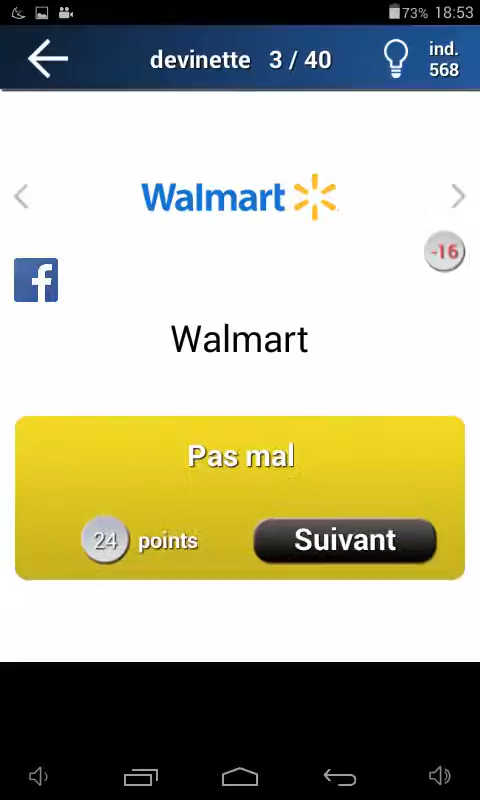 73% 18:53
devinette 3 / 40
ind.
568
Walmart
-16
f
Walmart
Pas mal
24 points
Suivant